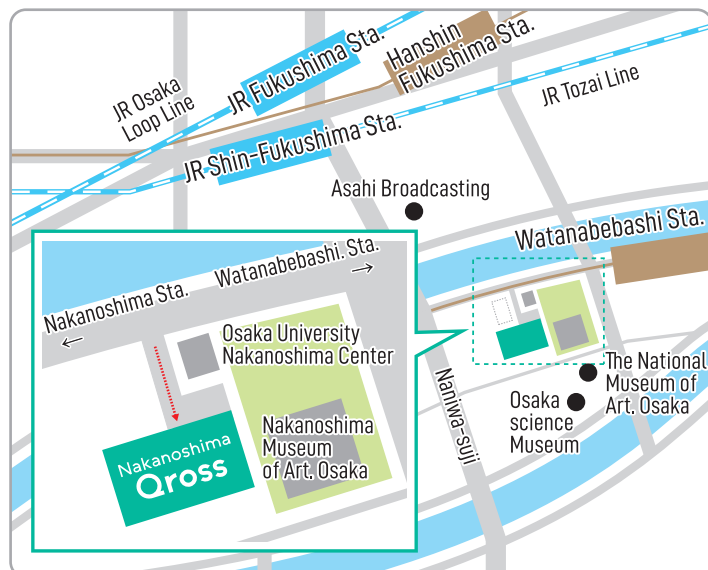 JR Osaka
Loop Line
JR Fukushima Sta.
Hanshin
Fukushima Sta.
JR Tozai Line
JR Shin-Fukushima Sta.
Asahi Broadcasting
Watanabebashi Sta.
Watanabebashi. Sta.
→
Nakanoshima Sta.
←
Osaka University
Nakanoshima Center
Nakanoshima
Qross
Nakanoshima
Museum
of Art, Osaka
Naniwa-suji
The National
Museum of
Art, Osaka
Osaka
science
Museum